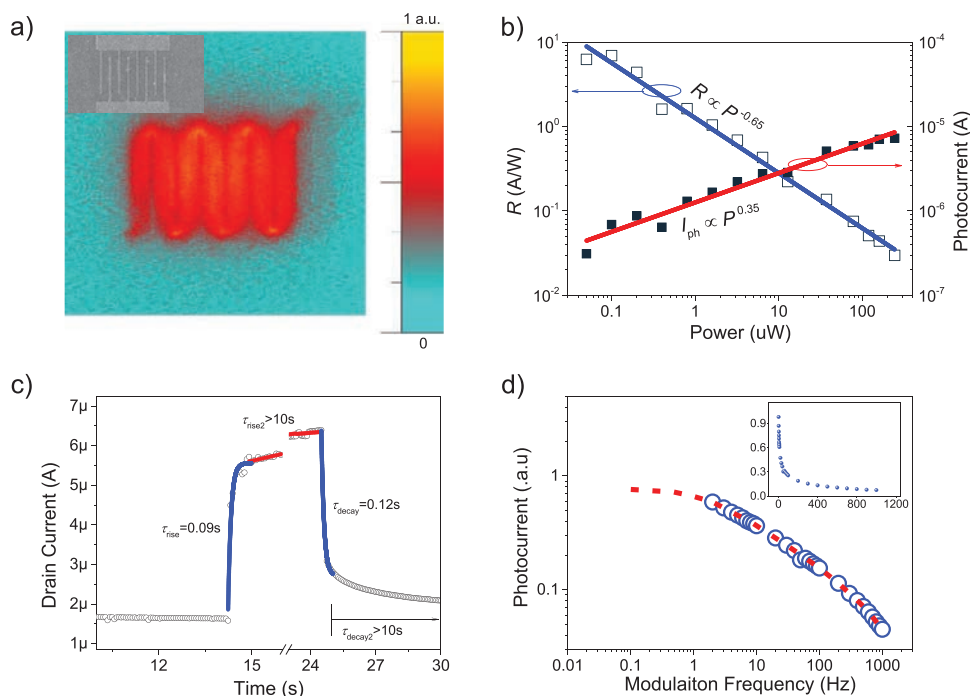 a)
1 a.u.
0
b)
10^1
10^0
10^-1
10^-2
R (A/W)
R ∝ P^-0.65
I_ph ∝ P^0.35
10^-4
10^-5
10^-6
10^-7
Photocurrent (A)
0.1
1
10
100
Power (uW)
c)
7μ
6μ
5μ
4μ
3μ
2μ
1μ
Drain Current (A)
τ_rise2>10s
τ_rise=0.09s
τ_decay=0.12s
τ_decay2>10s
12
15
24
27
30
Time (s)
d)
1
0.1
Photocurrent (.a.u)
0.9
0.6
0.3
0.0
0
400
800
1200
0.01
0.1
1
10
100
1000
Modulaiton Frequency (Hz)